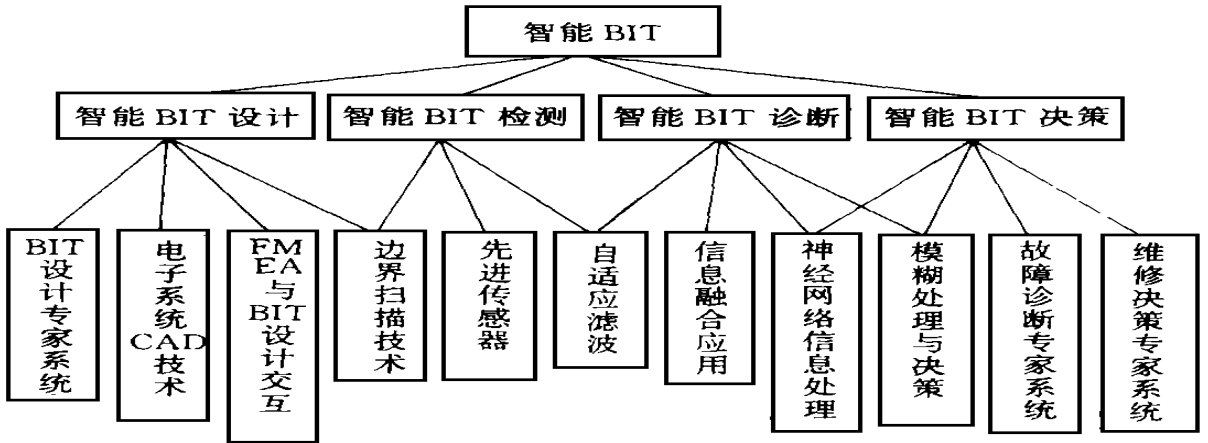 智能BIT
智能BIT设计
智能BIT检测
智能BIT诊断
智能BIT决策
BIT设计专家系统
电子系统CAD技术
FMEA与BIT设计交互
边界扫描技术
先进传感器
自适应滤波
信息融合应用
神经网络信息处理
模糊处理与决策
故障诊断专家系统
维修决策专家系统